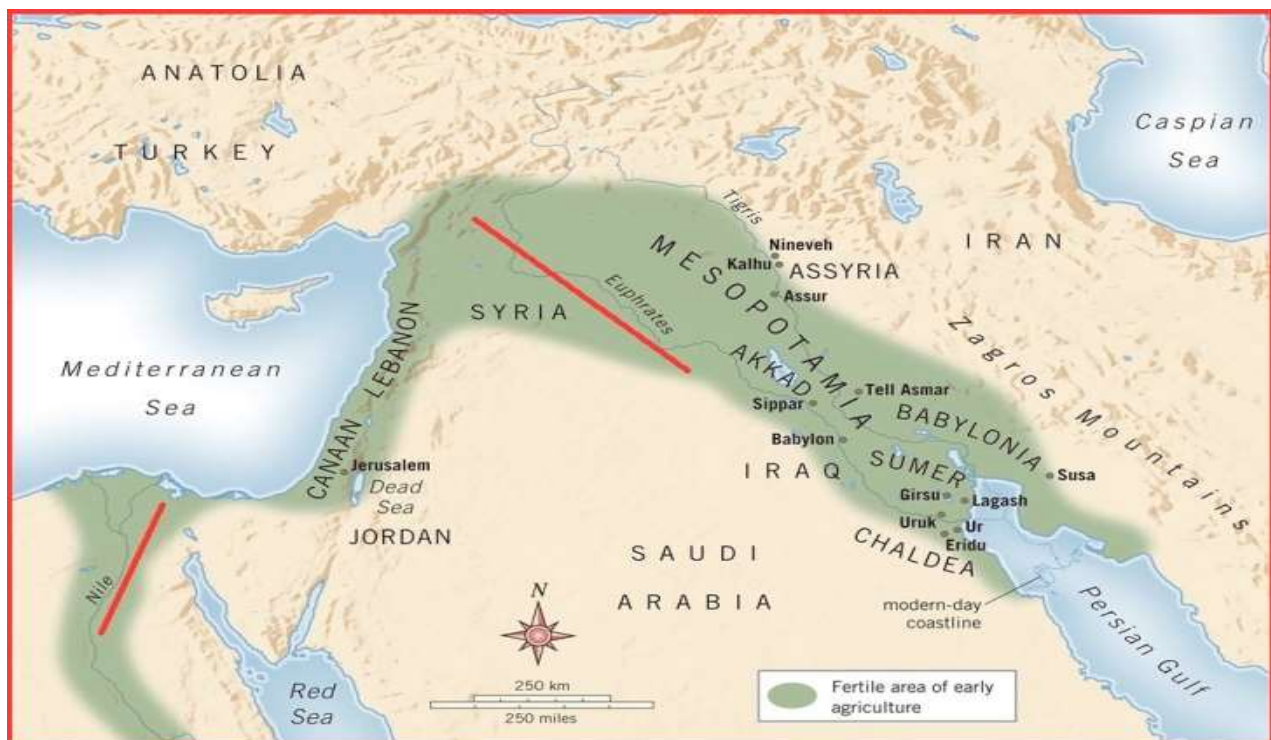 ANATOLIA
TURKEY
Caspian
Sea
Tigris
IRAN
Nineveh
Kalhu
ASSYRIA
MESOPOTAMIA
Assur
Euphrates
SYRIA
Zagros Mountains
LEBANON
Mediterranean
Sea
AKKAD
Tell Asmar
Sippar
BABYLONIA
Babylon
CANAAN
Jerusalem
Dead
Sea
IRAQ
SUMER
Susa
Girsu
Lagash
Uruk
Ur
Eridu
JORDAN
CHALDEA
SAUDI
ARABIA
Nile
N
modern-day
coastline
Persian Gulf
Red
Sea
250 km
250 miles
Fertile area of early
agriculture